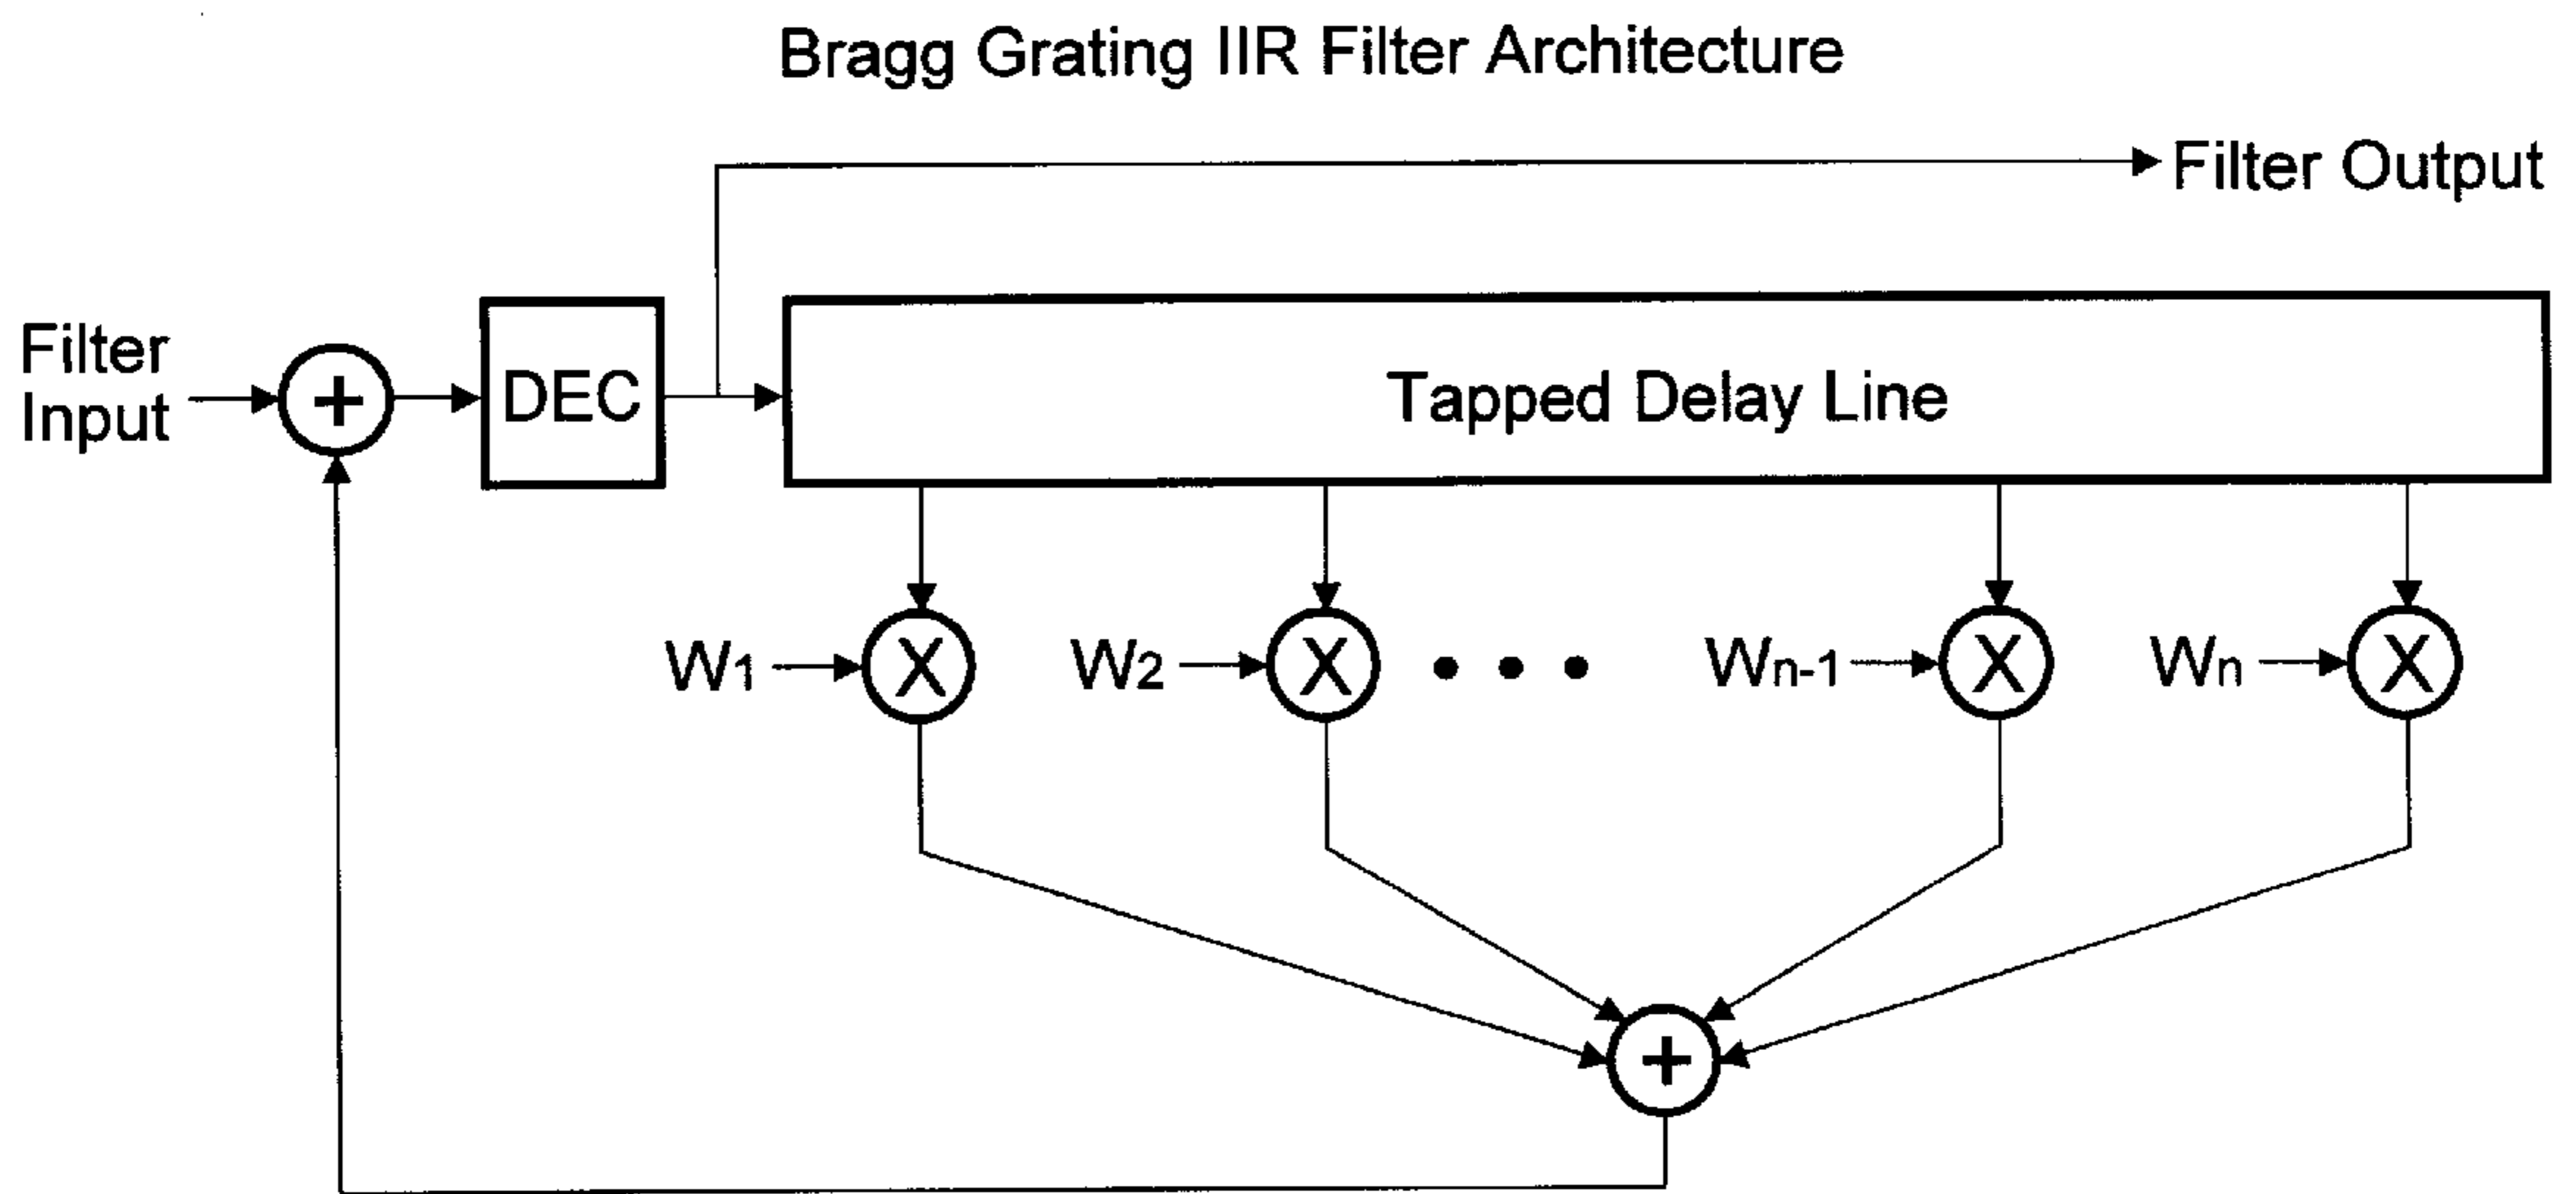 Bragg Grating IIR Filter Architecture
Filter Output
Filter
Input
+
DEC
Tapped Delay Line
W1
X
W2
X
• • •
Wn-1
X
Wn
X
+